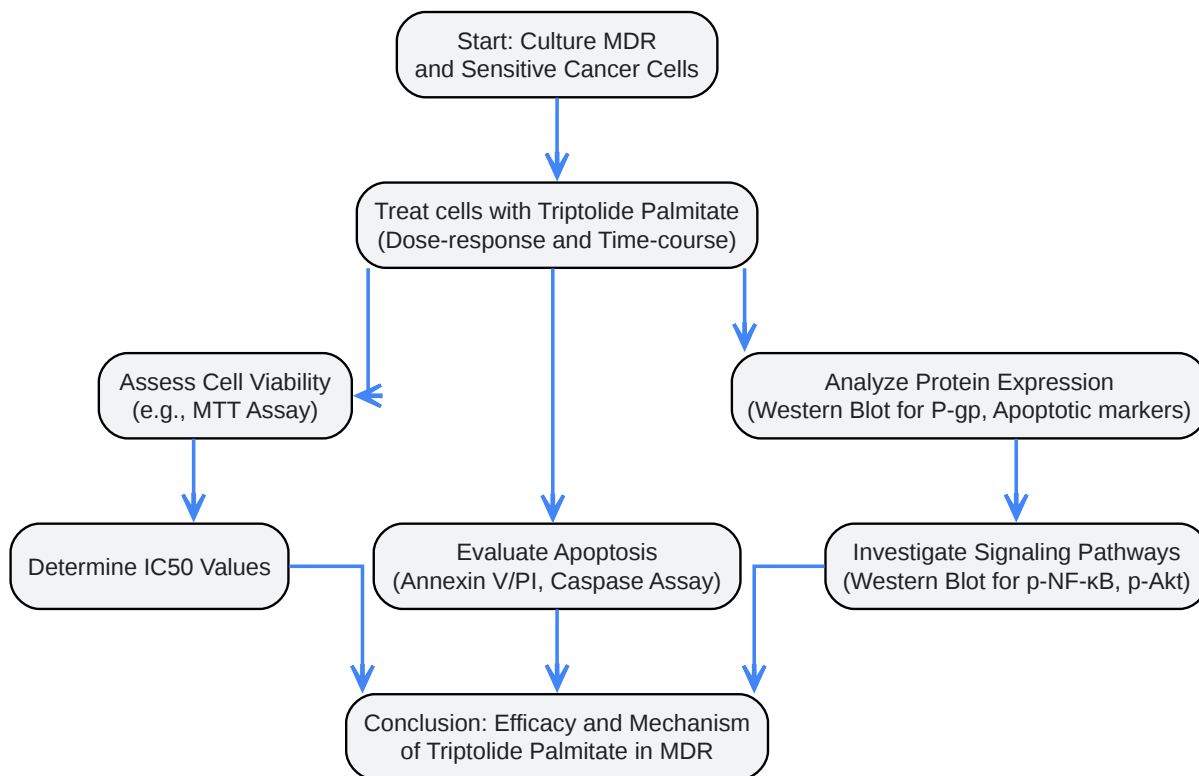 Start: Culture MDR
and Sensitive Cancer Cells
Treat cells with Triptolide Palmitate
(Dose-response and Time-course)
Assess Cell Viability
(e.g., MTT Assay)
Analyze Protein Expression
(Western Blot for P-gp, Apoptotic markers)
Determine IC50 Values
Evaluate Apoptosis
(Annexin V/PI, Caspase Assay)
Investigate Signaling Pathways
(Western Blot for p-NF-κB, p-Akt)
Conclusion: Efficacy and Mechanism
of Triptolide Palmitate in MDR